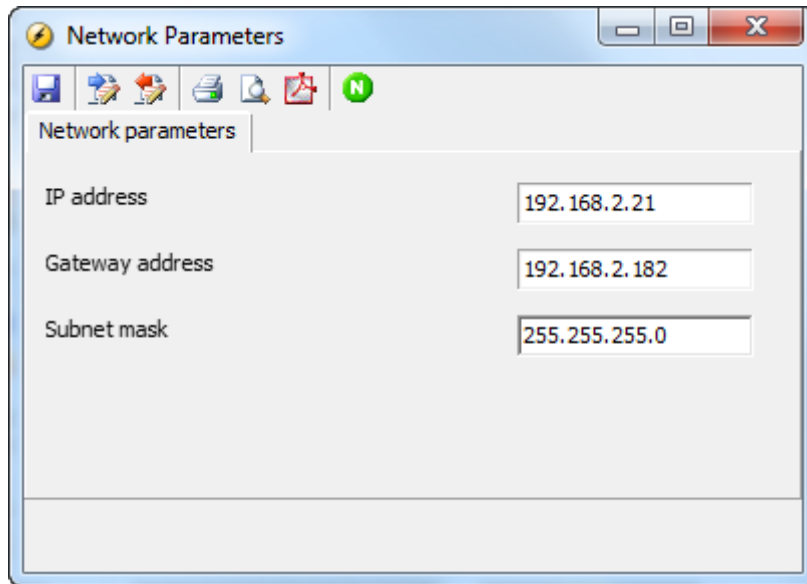 Network Parameters
N
Network parameters
IP address 192.168.2.21
Gateway address 192.168.2.182
Subnet mask 255.255.255.0